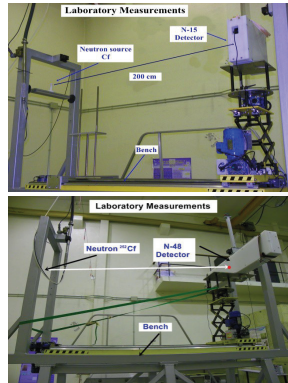 Laboratory Measurements
N-15
Detector
Neutron source
Cf
200 cm
Bench
Laboratory Measurements
Neutron ²⁵²Cf
N-48
Detector
Bench